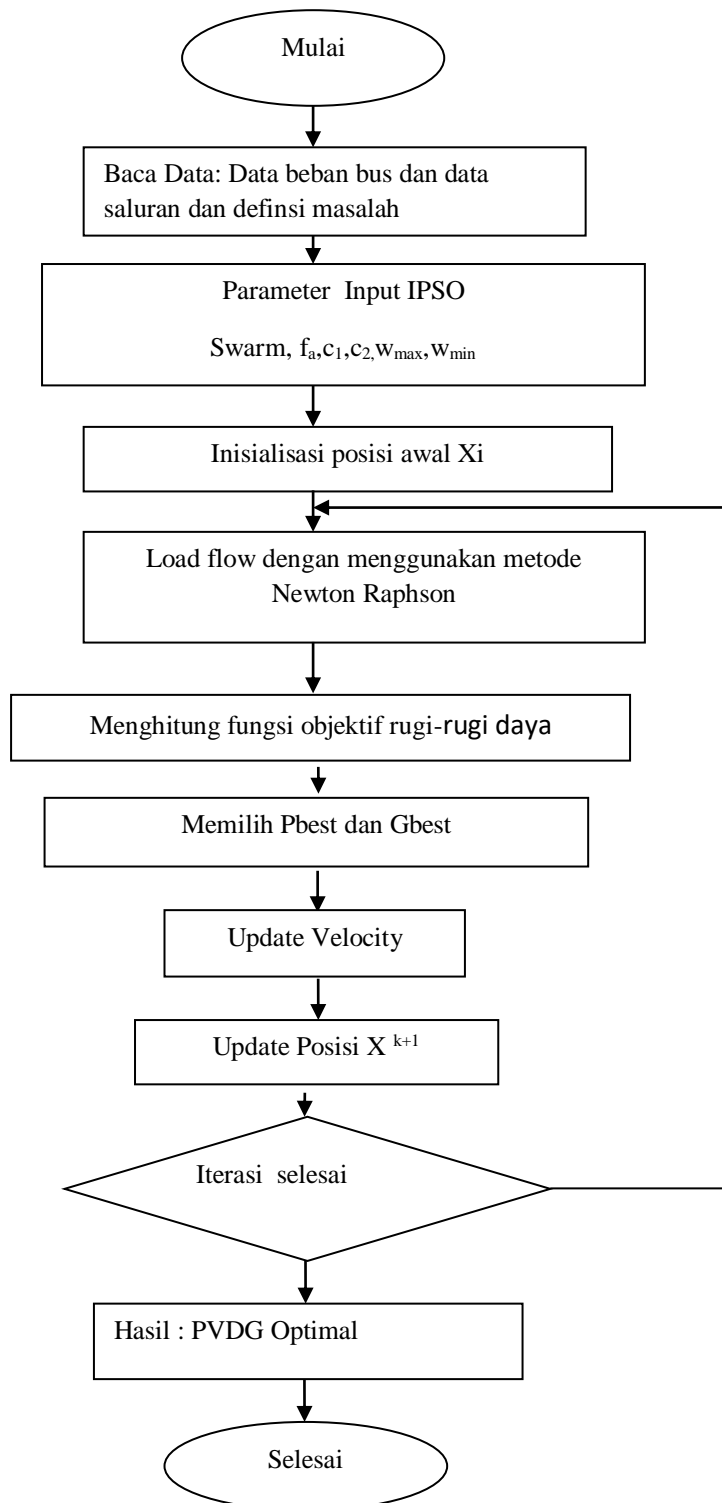 Mulai
Baca Data: Data beban bus dan data
saluran dan definsi masalah
Parameter Input IPSO
Swarm, fₐ,c₁,c₂,wmax,wmin
Inisialisasi posisi awal Xi
Load flow dengan menggunakan metode
Newton Raphson
Menghitung fungsi objektif rugi-rugi daya
Memilih Pbest dan Gbest
Update Velocity
Update Posisi X ᵏ⁺¹
Iterasi selesai
Hasil : PVDG Optimal
Selesai